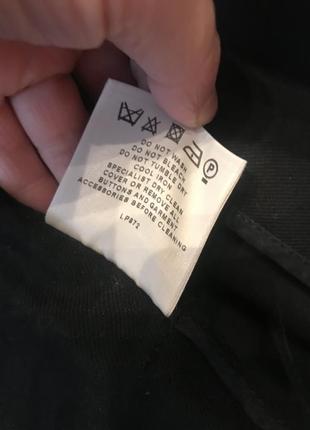 P
DO NOT WASH
DO NOT BLEACH
DO NOT TUMBLE DRY
COOL IRON
SPECIALIST DRY CLEAN
COVER OR REMOVE ALL
BUTTONS AND GARMENT
ACCESSORIES BEFORE CLEANING
LP872